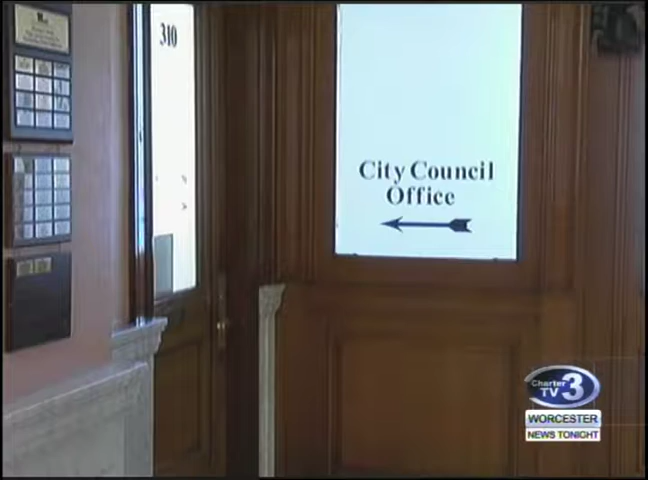 310
City Council
Office
Charter
TV 3
WORCESTER
NEWS TONIGHT